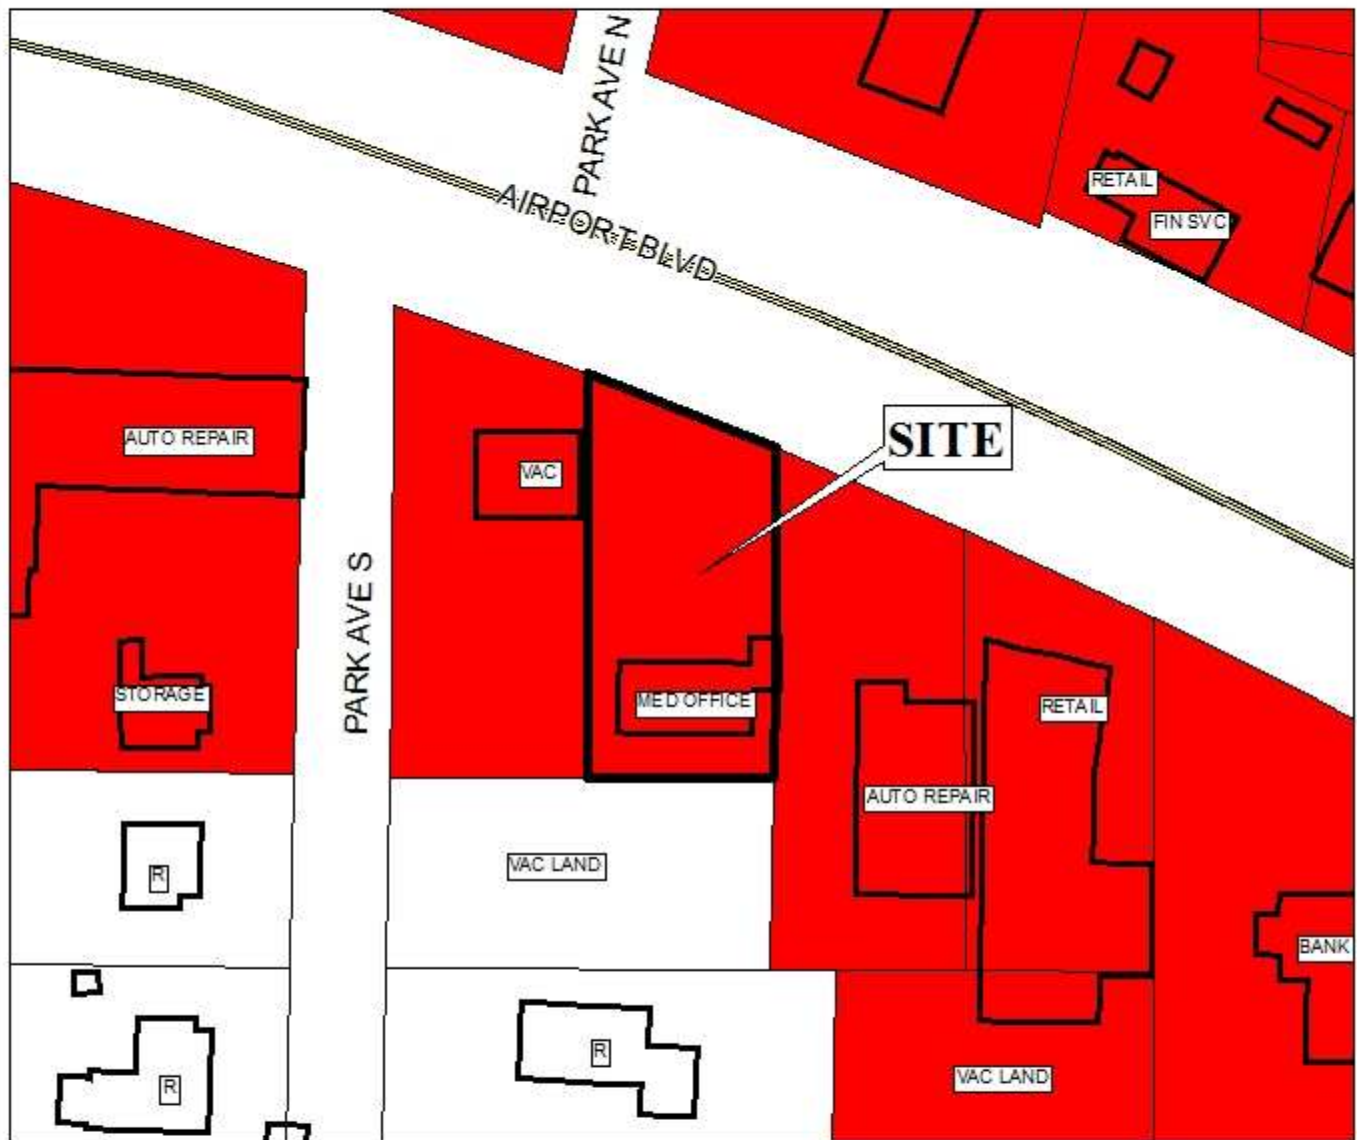 PARK AVE N
AIRPORT BLVD
RETAIL
FIN SVC
SITE
AUTO REPAIR
VAC
PARK AVE S
STORAGE
MED OFFICE
RETAIL
AUTO REPAIR
R
VAC LAND
BANK
R
R
VAC LAND